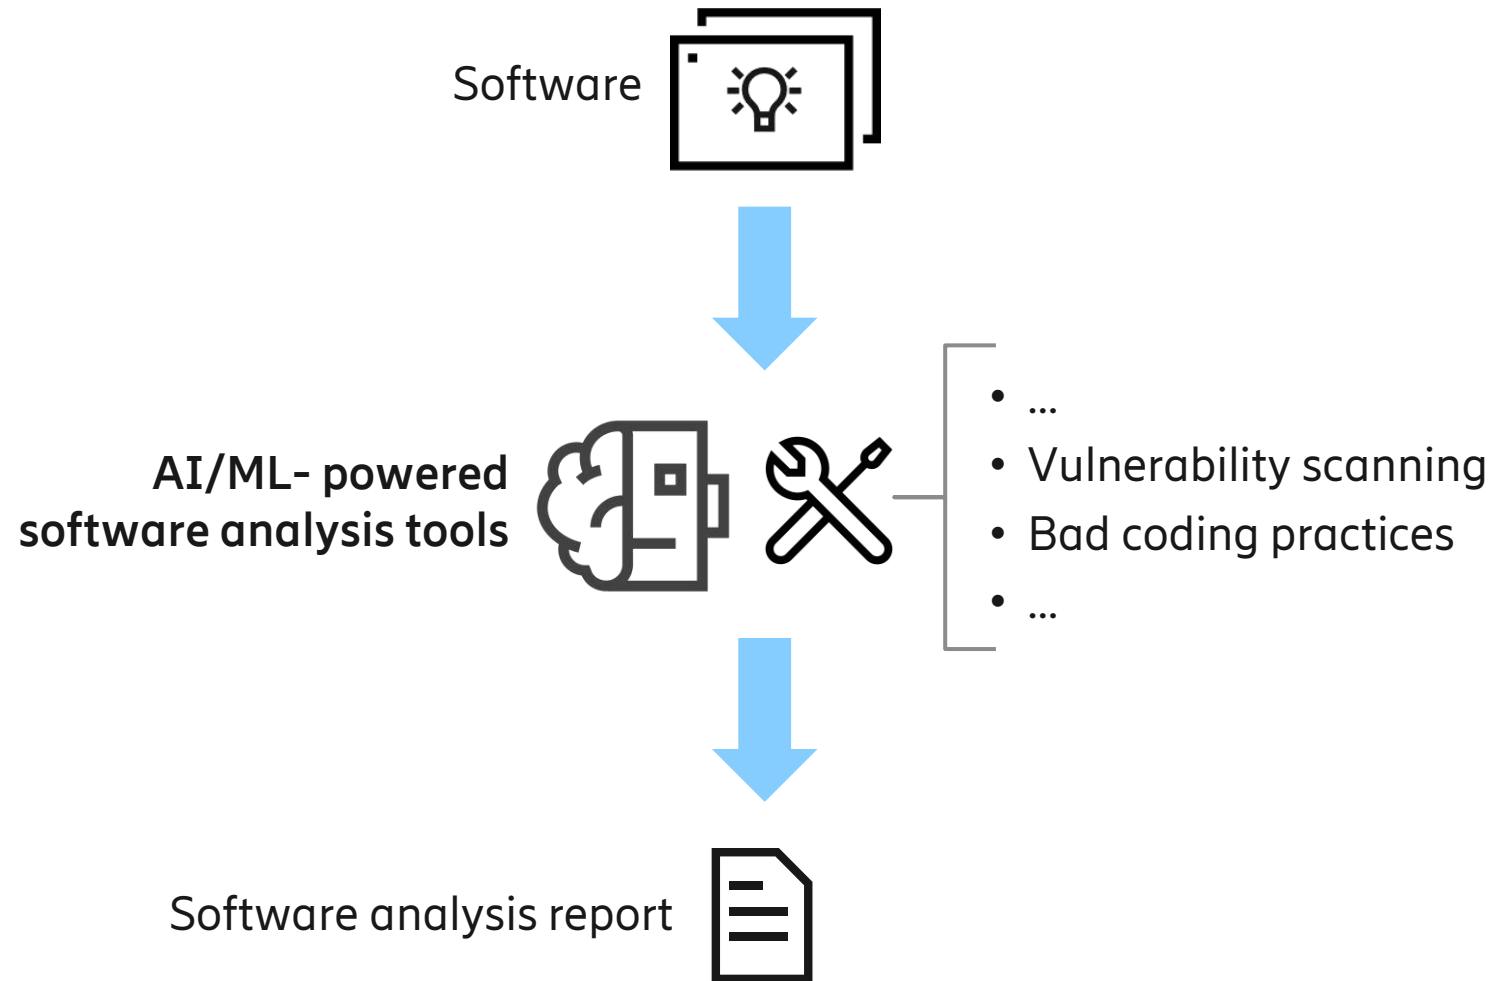 Software
AI/ML- powered
software analysis tools
• ...
• Vulnerability scanning
• Bad coding practices
• ...
Software analysis report